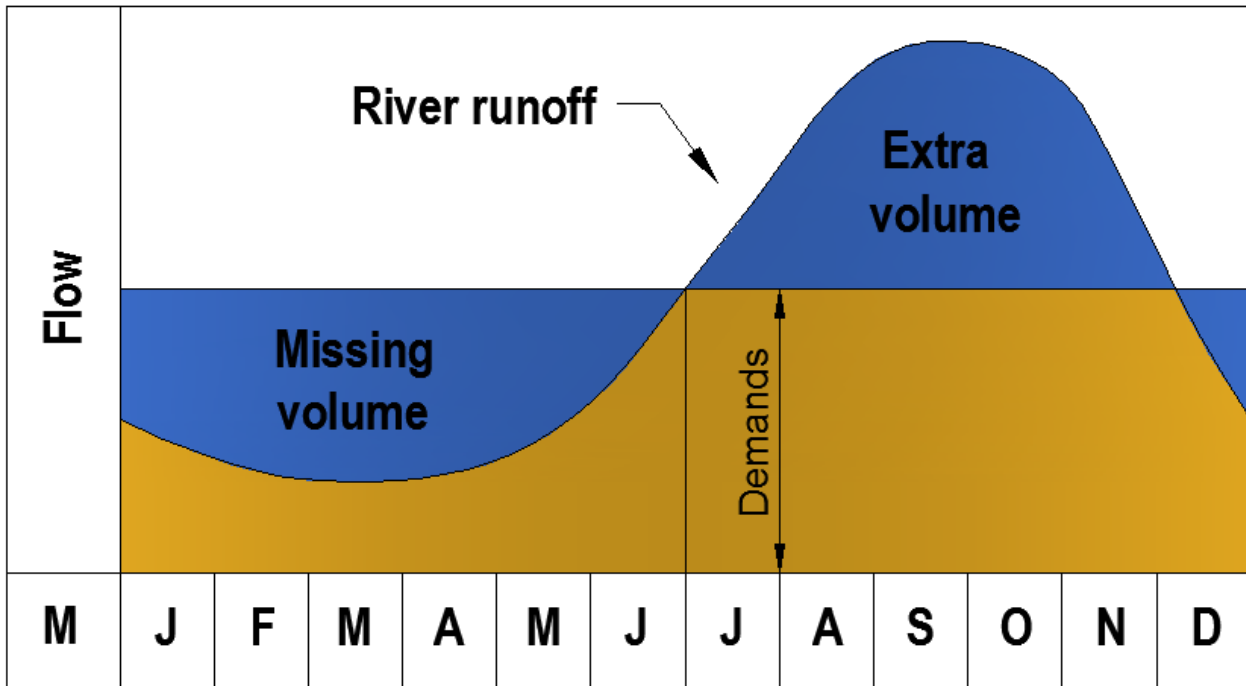 River runoff
Extra
volume
Flow
Missing
volume
Demands
M J F M A M J J A S O N D